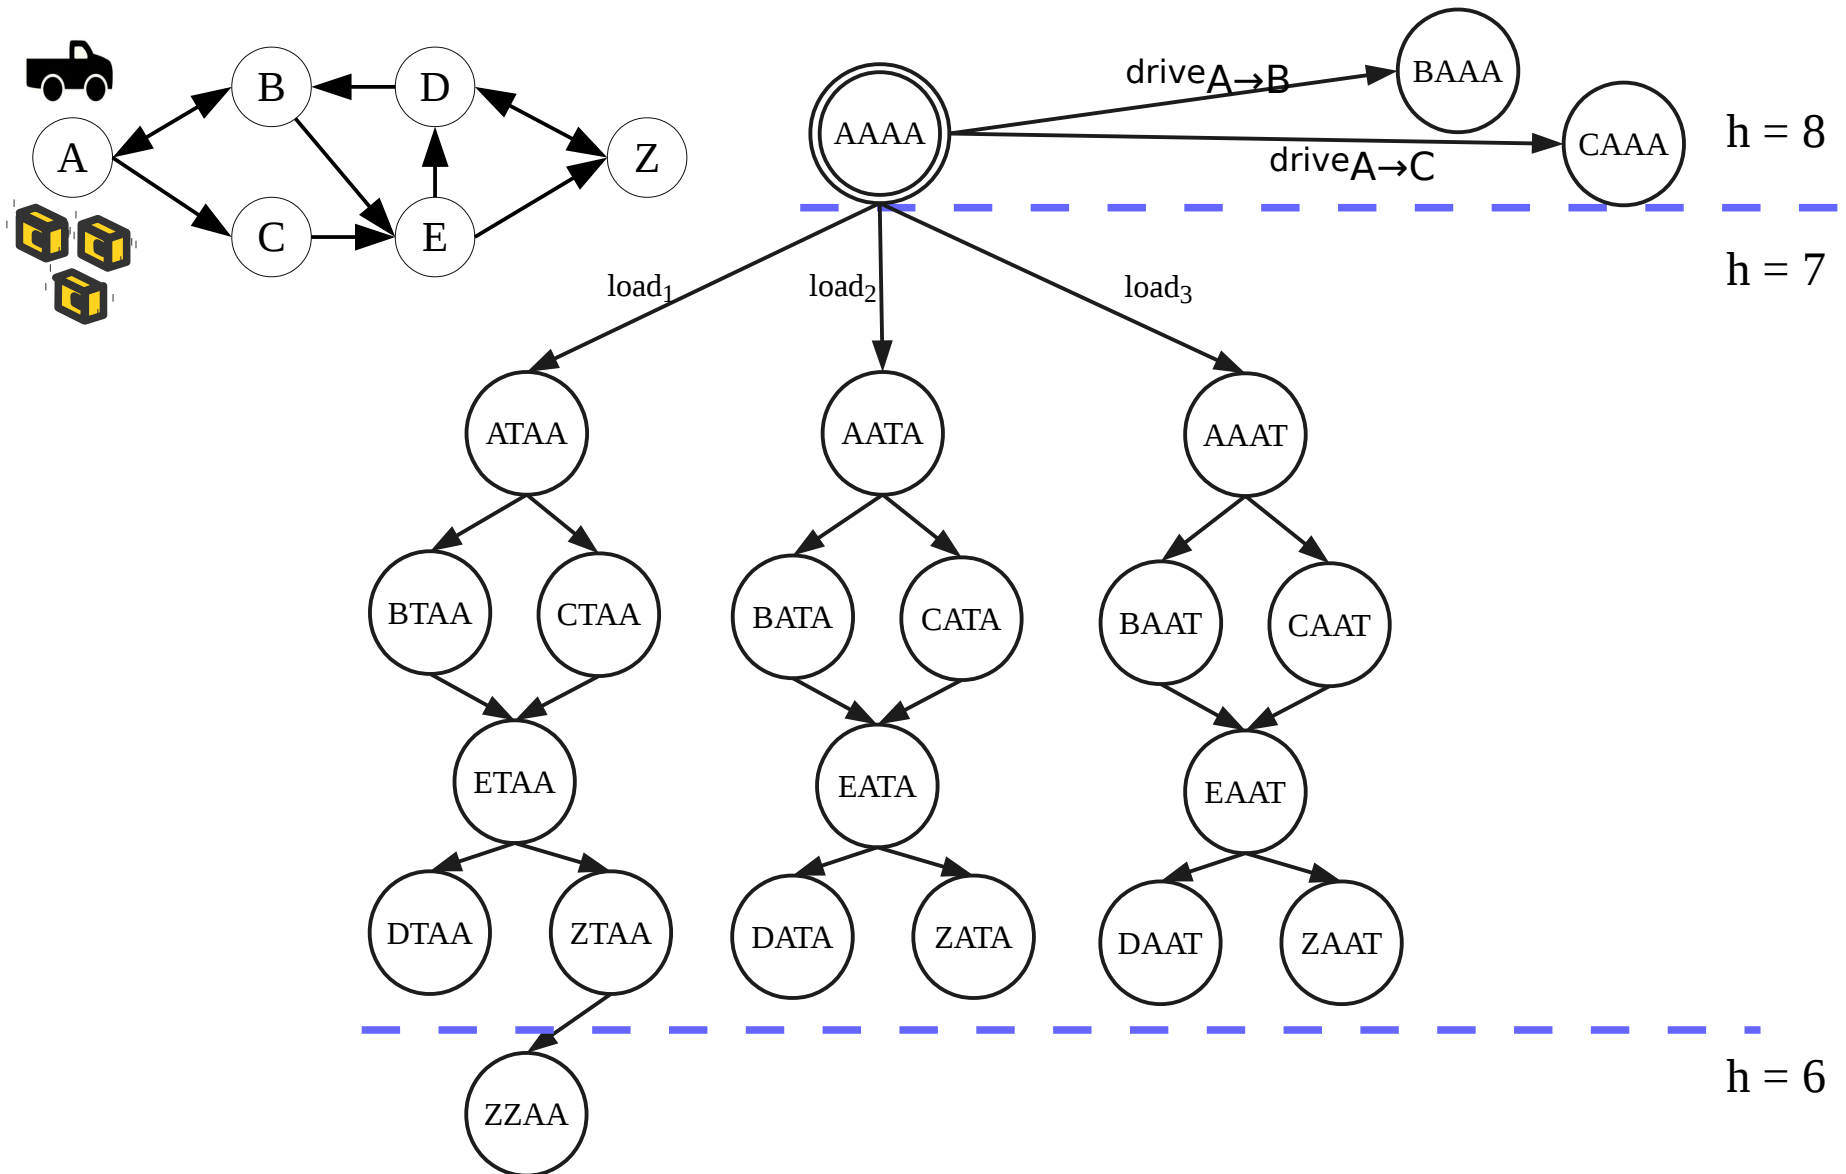 B
D
A
Z
C
E
AAAA
drive A→B
BAAA
drive A→C
CAAA
h = 8
h = 7
load1
load2
load3
ATAA
AATA
AAAT
BTAA
CTAA
BATA
CATA
BAAT
CAAT
ETAA
EATA
EAAT
DTAA
ZTAA
DATA
ZATA
DAAT
ZAAT
h = 6
ZZAA